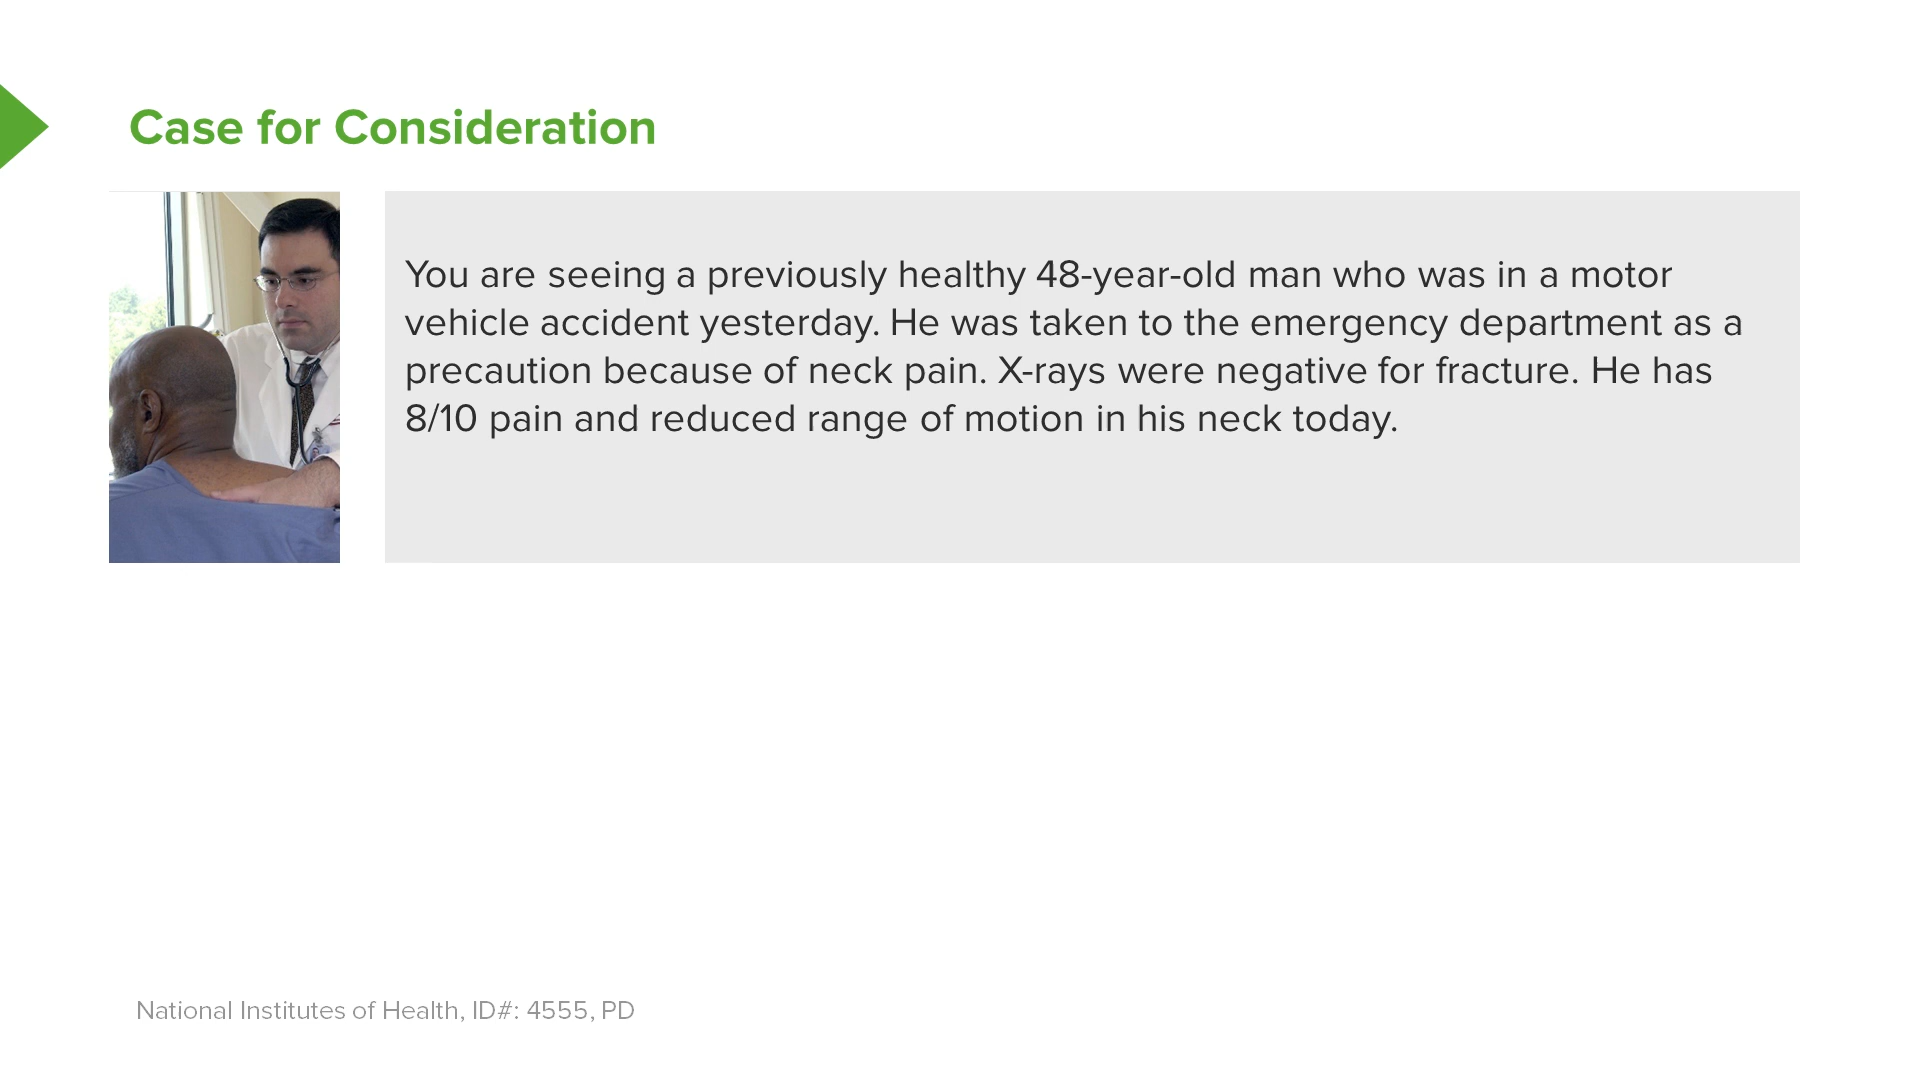 Case for Consideration
You are seeing a previously healthy 48-year-old man who was in a motor
vehicle accident yesterday. He was taken to the emergency department as a
precaution because of neck pain. X-rays were negative for fracture. He has
8/10 pain and reduced range of motion in his neck today.
National Institutes of Health, ID#: 4555, PD